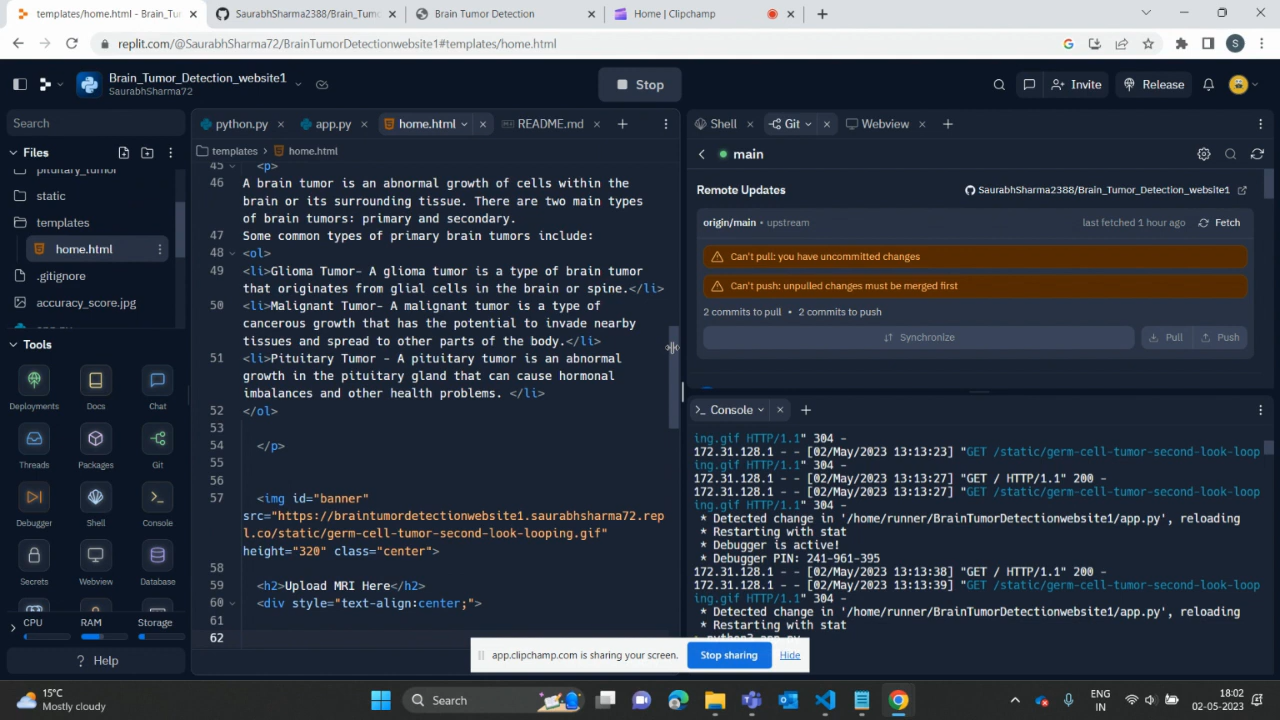 templates/home.html - Brain_Tu
SaurabhSharma2388/Brain_Tumo
Brain Tumor Detection
Home | Clipchamp
replit.com/@SaurabhSharma72/BrainTumorDetectionwebsite1#templates/home.html
S
Brain_Tumor_Detection_website1
SaurabhSharma72
Stop
Invite
Release
Search
python.py
app.py
home.html
README.md
Shell
Git
Webview
Files
pituitary_tumor
static
templates
home.html
.gitignore
accuracy_score.jpg
Tools
Deployments
Docs
Chat
Threads
Packages
Git
Debugger
Shell
Console
Secrets
Webview
Database
CPU
RAM
Storage
? Help
templates > home.html
45 <p>
46 A brain tumor is an abnormal growth of cells within the
brain or its surrounding tissue. There are two main types
of brain tumors: primary and secondary.
47 Some common types of primary brain tumors include:
48 <ol>
49 <li>Glioma Tumor- A glioma tumor is a type of brain tumor
that originates from glial cells in the brain or spine.</li>
50 <li>Malignant Tumor- A malignant tumor is a type of
cancerous growth that has the potential to invade nearby
tissues and spread to other parts of the body.</li>
51 <li>Pituitary Tumor - A pituitary tumor is an abnormal
growth in the pituitary gland that can cause hormonal
imbalances and other health problems. </li>
52 </ol>
53
54 </p>
55
56
57 <img id="banner"
src="https://braintumordetectionwebsite1.saurabhsharma72.rep
l.co/static/germ-cell-tumor-second-look-looping.gif"
height="320" class="center">
58
59 <h2>Upload MRI Here</h2>
60 <div style="text-align:center;">
61
62
main
Remote Updates
SaurabhSharma2388/Brain_Tumor_Detection_website1
origin/main • upstream
last fetched 1 hour ago
Fetch
Can't pull: you have uncommitted changes
Can't push: unpulled changes must be merged first
2 commits to pull • 2 commits to push
Synchronize
Pull
Push
Console
ing.gif HTTP/1.1" 304 -
172.31.128.1 - - [02/May/2023 13:13:23] "GET /static/germ-cell-tumor-second-look-loop
ing.gif HTTP/1.1" 304 -
172.31.128.1 - - [02/May/2023 13:13:27] "GET / HTTP/1.1" 200 -
172.31.128.1 - - [02/May/2023 13:13:27] "GET /static/germ-cell-tumor-second-look-loop
ing.gif HTTP/1.1" 304 -
* Detected change in '/home/runner/BrainTumorDetectionwebsite1/app.py', reloading
* Restarting with stat
* Debugger is active!
* Debugger PIN: 241-961-395
172.31.128.1 - - [02/May/2023 13:13:38] "GET / HTTP/1.1" 200 -
172.31.128.1 - - [02/May/2023 13:13:39] "GET /static/germ-cell-tumor-second-look-loop
ing.gif HTTP/1.1" 304 -
* Detected change in '/home/runner/BrainTumorDetectionwebsite1/app.py', reloading
* Restarting with stat
app.clipchamp.com is sharing your screen.
Stop sharing
Hide
15°C
Mostly cloudy
Search
ENG
IN
18:02
02-05-2023